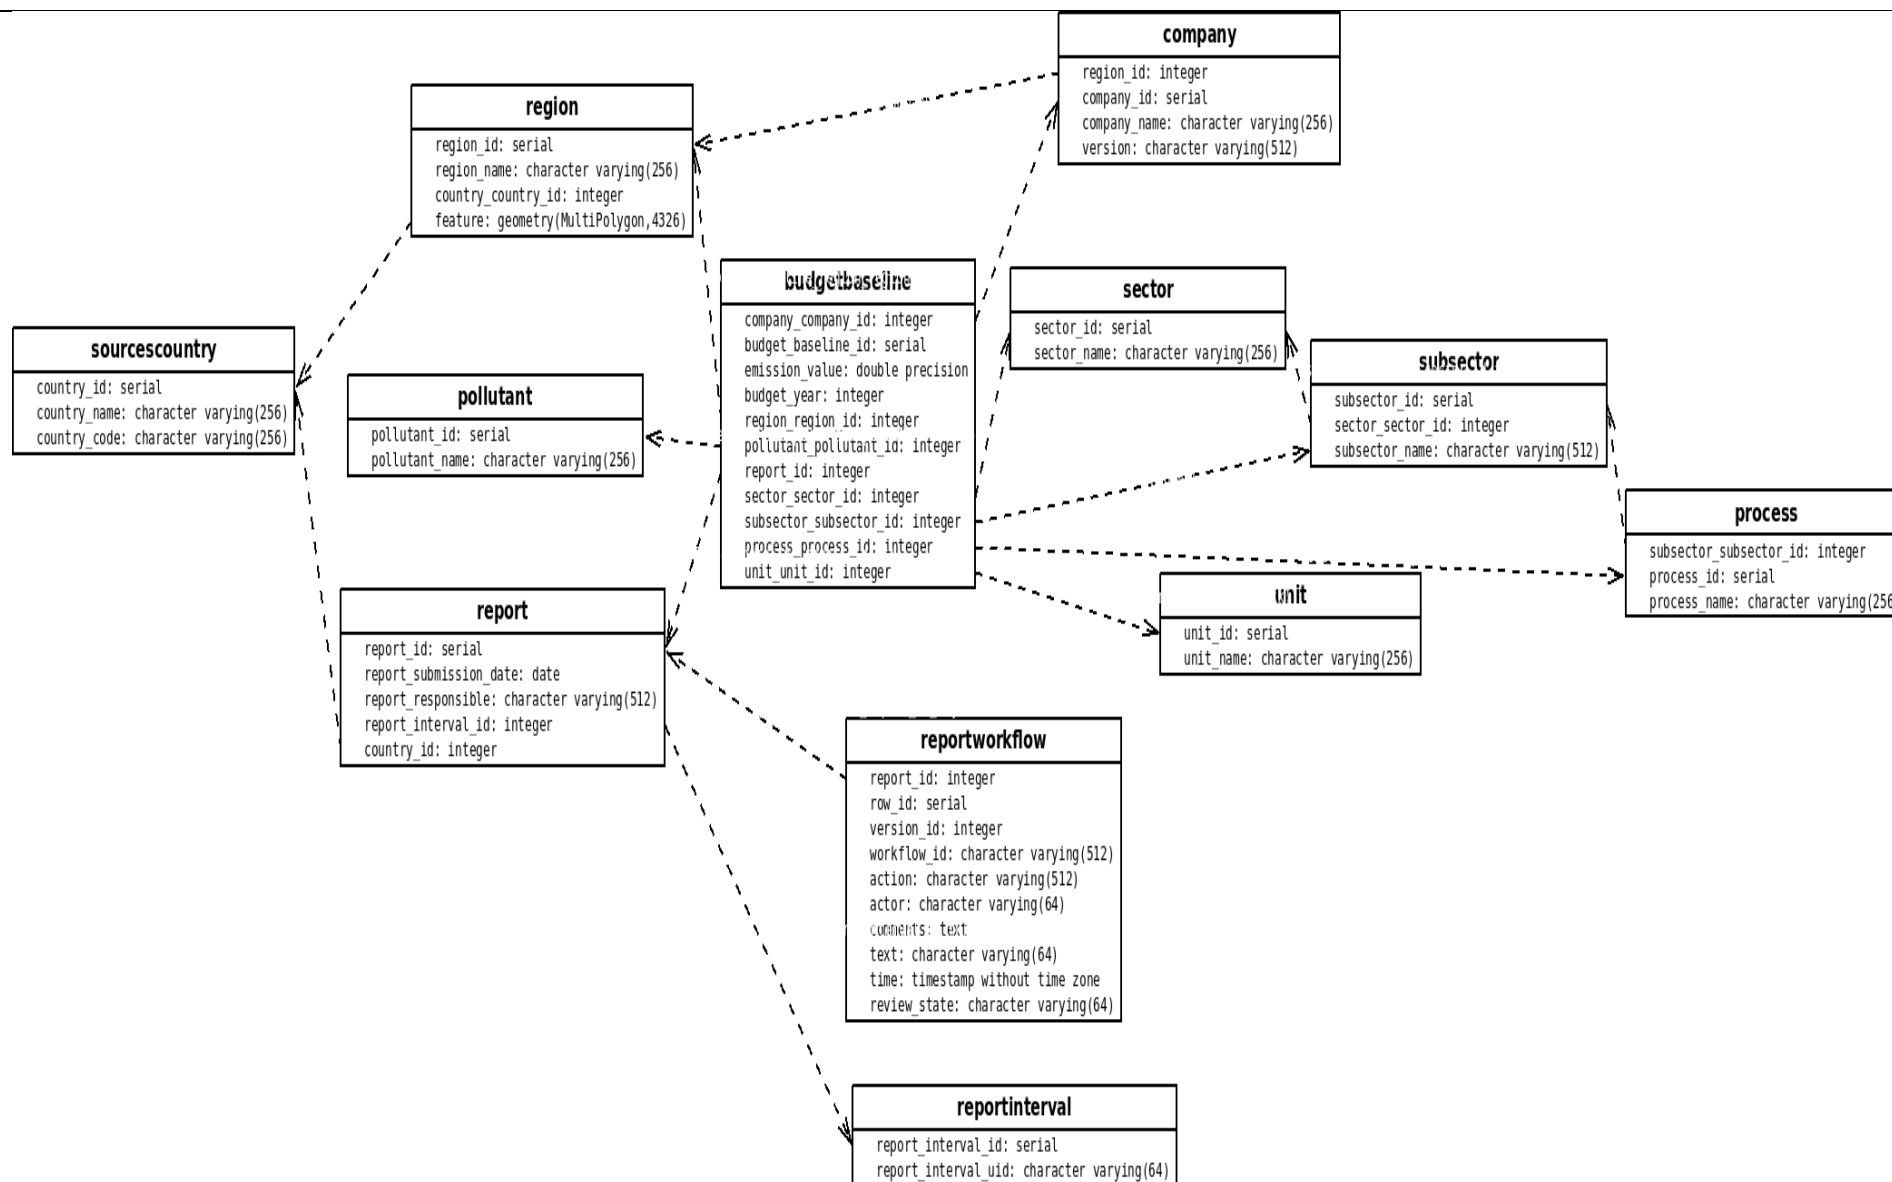 company
region_id: integer
company_id: serial
company_name: character varying(256)
version: character varying(512)
region
region_id: serial
region_name: character varying(256)
country_country_id: integer
feature: geometry(MultiPolygon,4326)
budgetbaseline
company_company_id: integer
budget_baseline_id: serial
emission_value: double precision
budget_year: integer
region_region_id: integer
pollutant_pollutant_id: integer
report_id: integer
sector_sector_id: integer
subsector_subsector_id: integer
process_process_id: integer
unit_unit_id: integer
sector
sector_id: serial
sector_name: character varying(256)
sourcescountry
country_id: serial
country_name: character varying(256)
country_code: character varying(256)
subsector
subsector_id: serial
sector_sector_id: integer
subsector_name: character varying(512)
pollutant
pollutant_id: serial
pollutant_name: character varying(256)
process
subsector_subsector_id: integer
process_id: serial
process_name: character varying(256
unit
unit_id: serial
unit_name: character varying(256)
report
report_id: serial
report_submission_date: date
report_responsible: character varying(512)
report_interval_id: integer
country_id: integer
reportworkflow
report_id: integer
row_id: serial
version_id: integer
workflow_id: character varying(512)
action: character varying(512)
actor: character varying(64)
comments: text
text: character varying(64)
time: timestamp without time zone
review_state: character varying(64)
reportinterval
report_interval_id: serial
report_interval_uid: character varying(64)